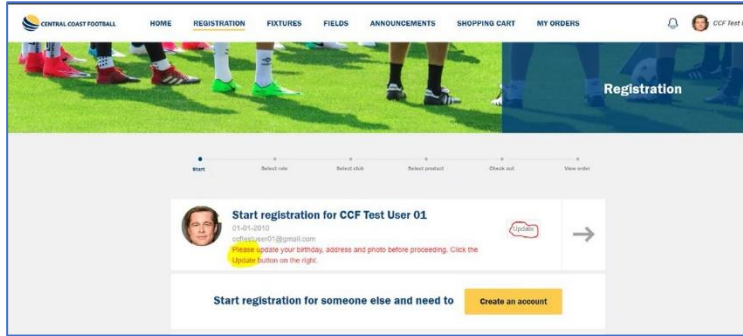 CENTRAL COAST FOOTBALL HOME REGISTRATION FIXTURES FIELDS ANNOUNCEMENTS SHOPPING CART MY ORDERS CCF Test
Registration
Start Select role Select club Select product Check out View order
Start registration for CCF Test User 01
01-01-2010
ccftestuser01@gmail.com
Please update your birthday, address and photo before proceeding. Click the
Update button on the right.
Update
Start registration for someone else and need to Create an account